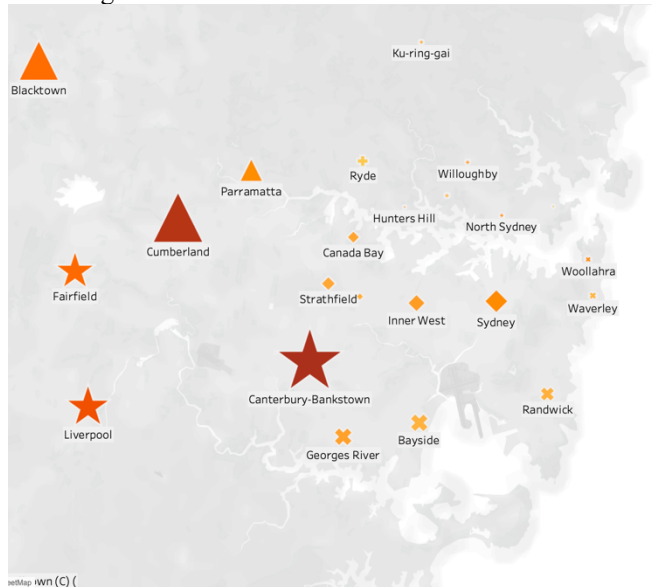 Ku-ring-gai
Blacktown
Parramatta
Ryde
Willoughby
Hunters Hill
North Sydney
Cumberland
Canada Bay
Woollahra
Fairfield
Strathfield
Inner West
Sydney
Waverley
Canterbury-Bankstown
Randwick
Liverpool
Bayside
Georges River
(C) (